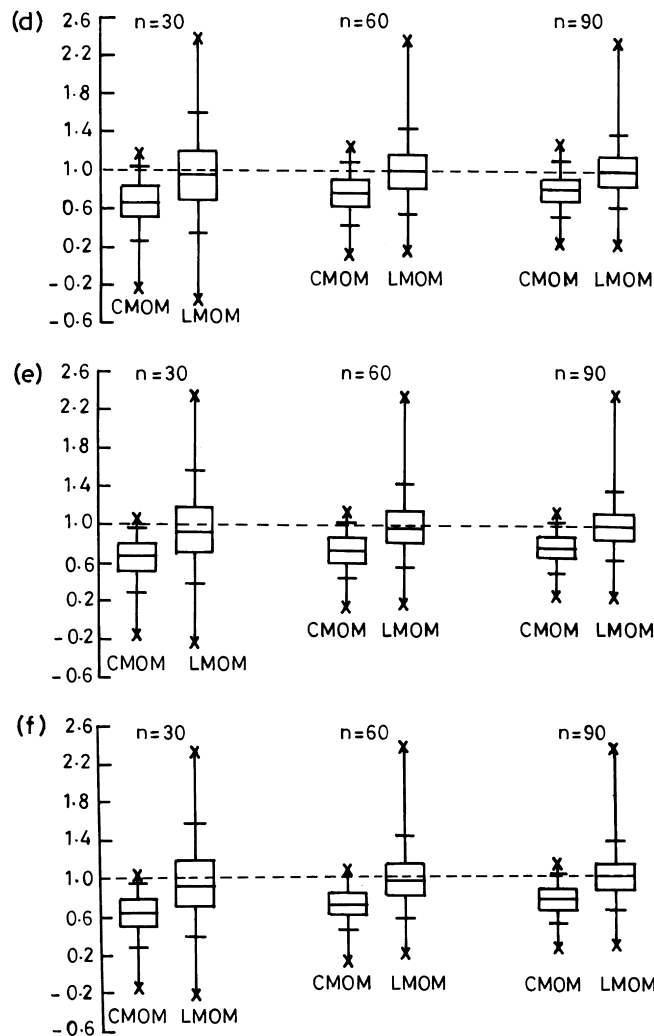 (d)
n=30
n=60
n=90
2.6
2.2
1.8
1.4
1.0
0.6
0.2
-0.2
-0.6
CMOM
LMOM
CMOM
LMOM
CMOM
LMOM
(e)
n=30
n=60
n=90
2.6
2.2
1.8
1.4
1.0
0.6
0.2
-0.2
-0.6
CMOM
LMOM
CMOM
LMOM
CMOM
LMOM
(f)
n=30
n=60
n=90
2.6
2.2
1.8
1.4
1.0
0.6
0.2
-0.2
-0.6
CMOM
LMOM
CMOM
LMOM
CMOM
LMOM